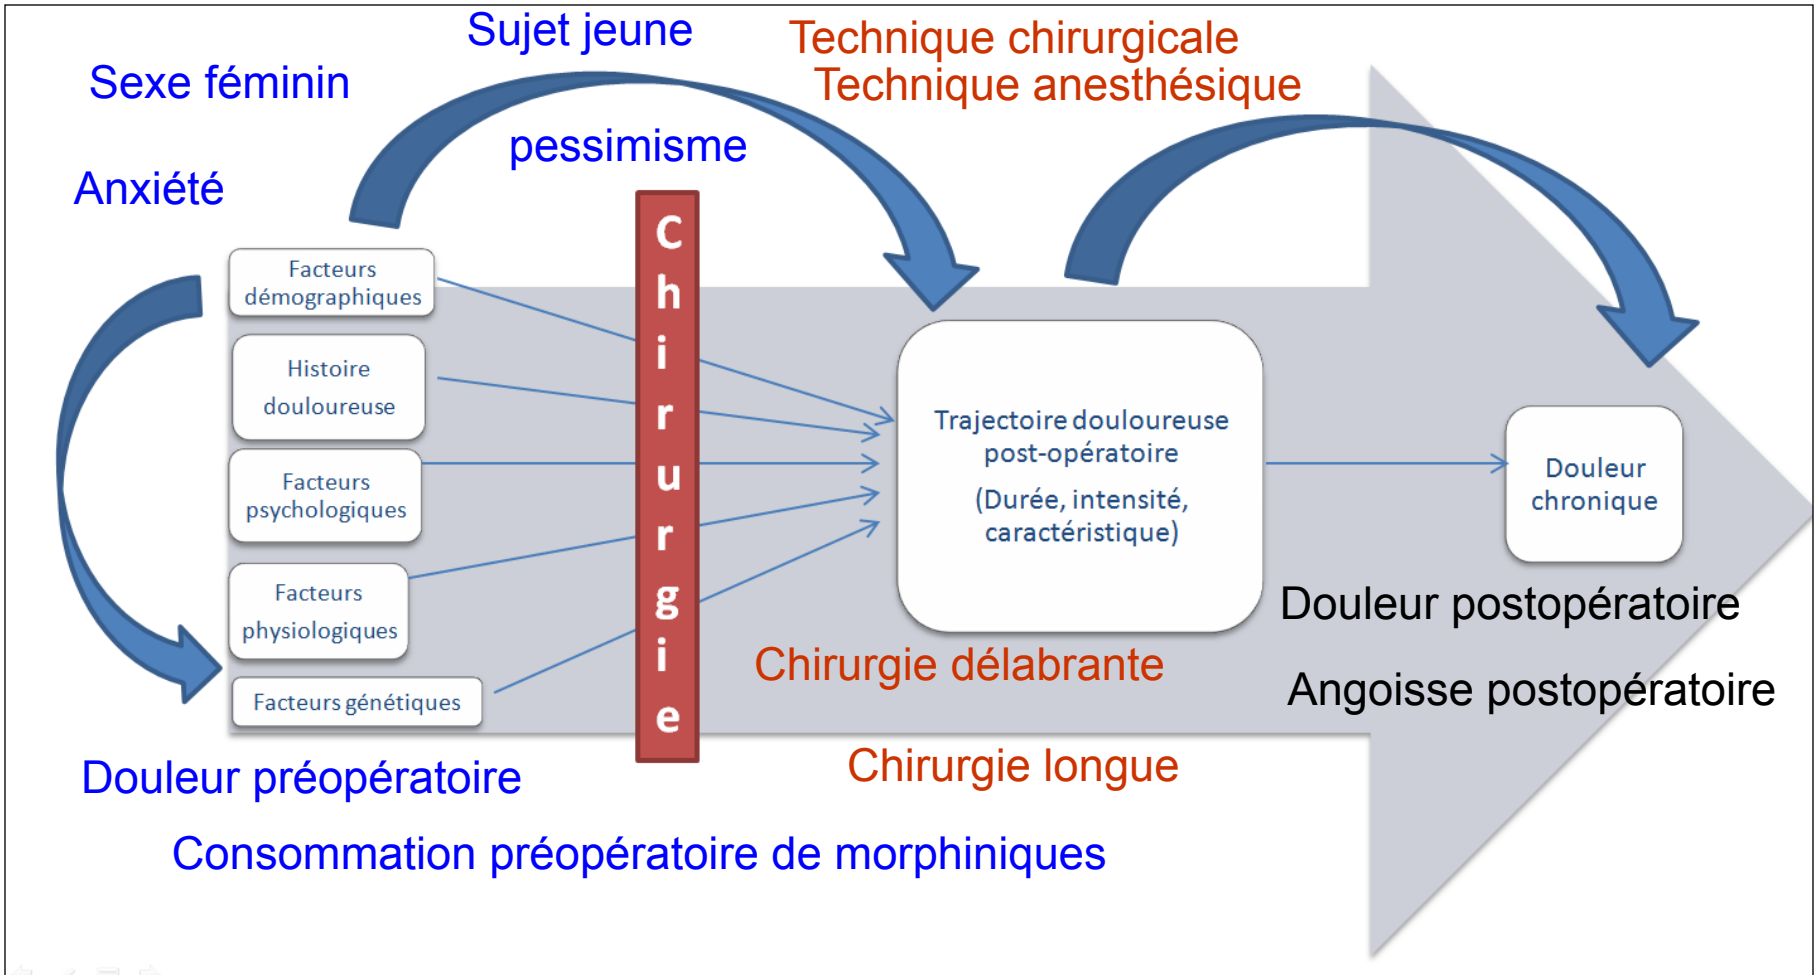 Sujet jeune
Technique chirurgicale
Technique anesthésique
Sexe féminin
pessimisme
Anxiété
Chirurgie
Facteurs
démographiques
Histoire
douloureuse
Facteurs
psychologiques
Facteurs
physiologiques
Facteurs génétiques
Trajectoire douloureuse
post-opératoire
(Durée, intensité,
caractéristique)
Douleur
chronique
Douleur postopératoire
Angoisse postopératoire
Chirurgie délabrante
Chirurgie longue
Douleur préopératoire
Consommation préopératoire de morphiniques